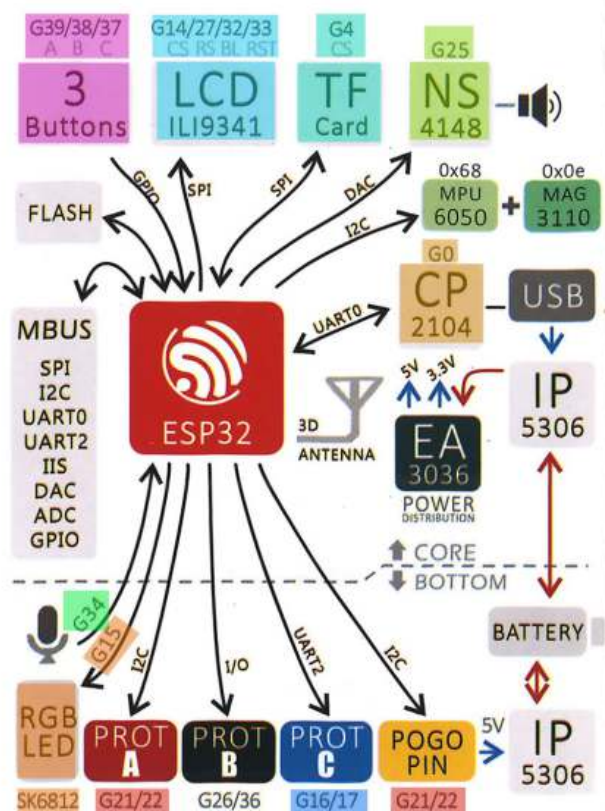 G39/38/37
A B C
3
Buttons
G14/27/32/33
CS RS BL RST
LCD
ILI9341
G4
CS
TF
Card
G25
NS
4148
GPIO
SPI
SPI
DAC
I2C
FLASH
0x68
MPU
6050
+
0x0e
MAG
3110
G0
CP
2104
USB
UART0
MBUS
SPI
I2C
UART0
UART2
IIS
DAC
ADC
GPIO
ESP32
3D
ANTENNA
5V
3.3V
EA
3036
POWER
DISTRIBUTION
IP
5306
CORE
BOTTOM
G34
G15
I2C
I/O
UART2
I2C
BATTERY
RGB
LED
SK6812
PROT
A
G21/22
PROT
B
G26/36
PROT
C
G16/17
POGO
PIN
G21/22
5V
IP
5306